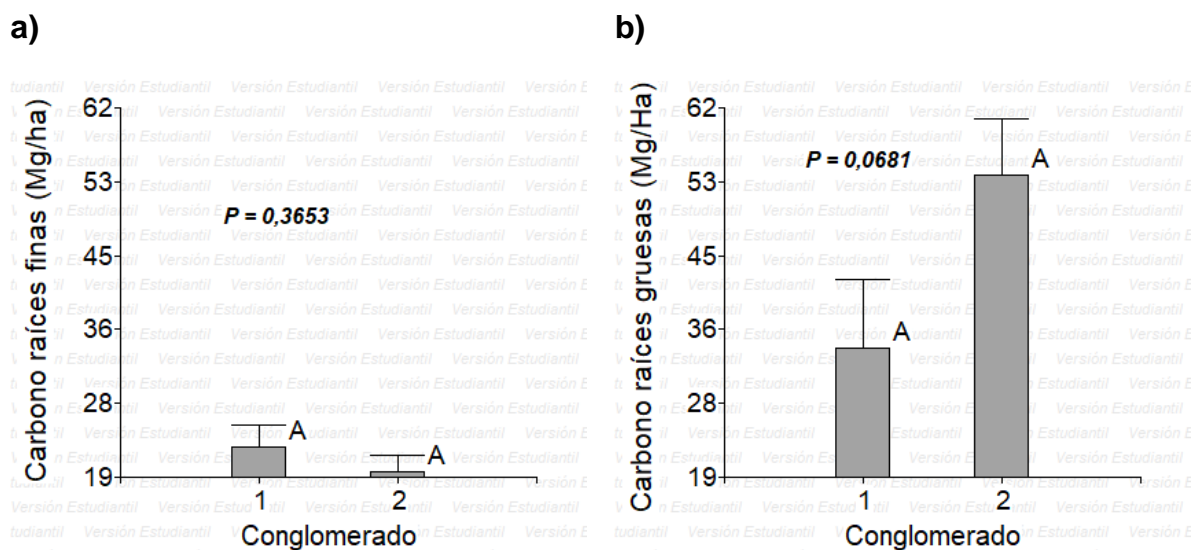 a)
Carbono raíces finas (Mg/ha)
62
53
45
36
28
19
P = 0,3653
A
A
1
2
Conglomerado
b)
Carbono raíces gruesas (Mg/Ha)
62
53
45
36
28
19
P = 0,0681
A
A
1
2
Conglomerado
Versión Estudiantil